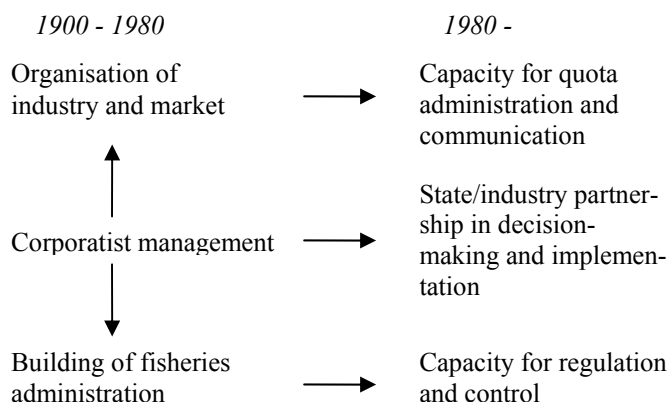 1900 - 1980
1980 -
Organisation of
industry and market
Capacity for quota
administration and
communication
Corporatist management
State/industry partner-
ship in decision-
making and implemen-
tation
Building of fisheries
administration
Capacity for regulation
and control